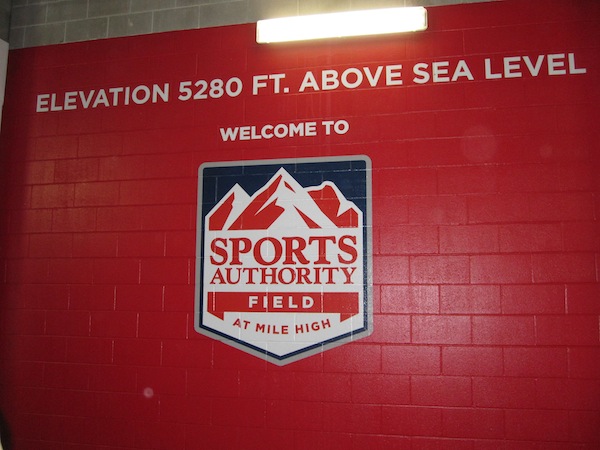 ELEVATION 5280 FT. ABOVE SEA LEVEL
WELCOME TO
SPORTS
AUTHORITY
FIELD
AT MILE HIGH